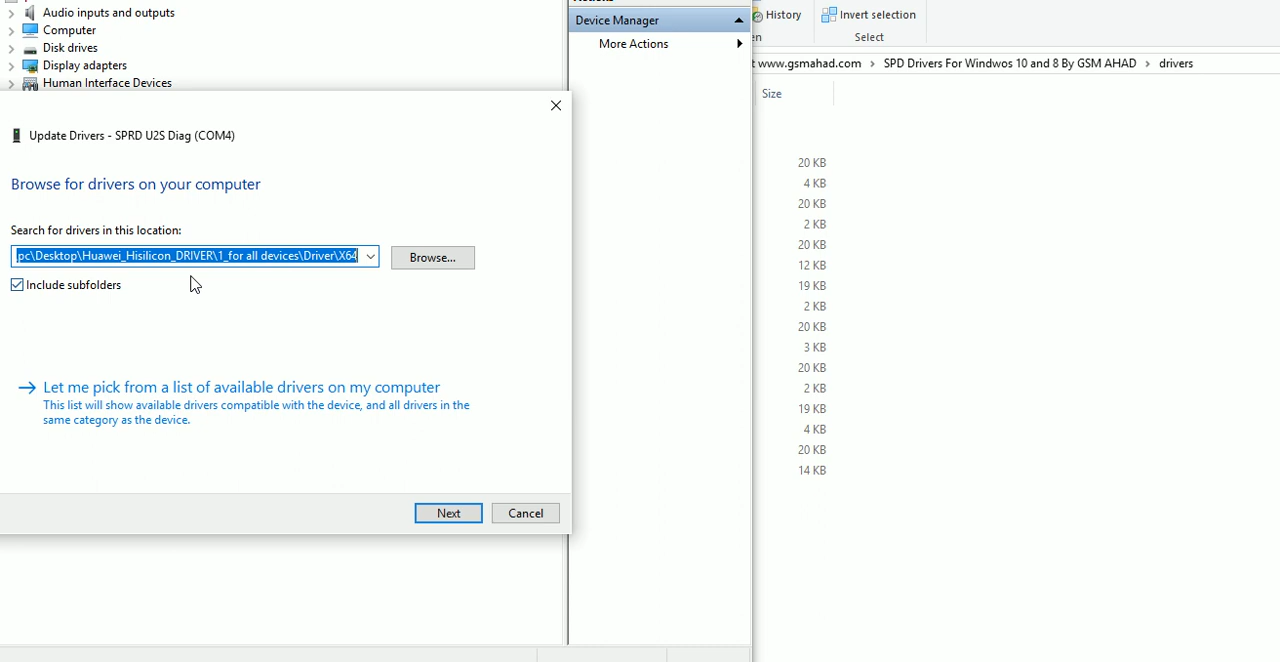 Audio inputs and outputs
Computer
Disk drives
Display adapters
Human Interface Devices
Update Drivers - SPRD U2S Diag (COM4)
Browse for drivers on your computer
Search for drivers in this location:
pc\Desktop\Huawei_Hisilicon_DRIVER\1_for all devices\Driver\X64
Browse...
Include subfolders
Let me pick from a list of available drivers on my computer
This list will show available drivers compatible with the device, and all drivers in the
same category as the device.
Next
Cancel
Device Manager
More Actions
History
Invert selection
Select
www.gsmahad.com
SPD Drivers For Windwos 10 and 8 By GSM AHAD
drivers
Size
20 KB
4 KB
20 KB
2 KB
20 KB
12 KB
19 KB
2 KB
20 KB
3 KB
20 KB
2 KB
19 KB
4 KB
20 KB
14 KB